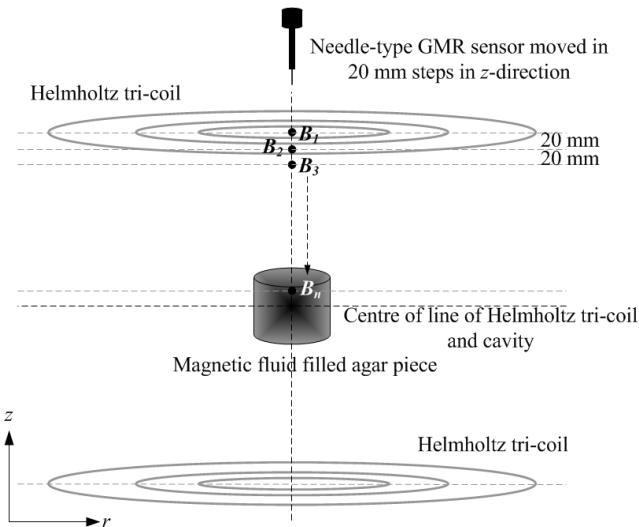 Needle-type GMR sensor moved in
20 mm steps in z-direction
Helmholtz tri-coil
B1
20 mm
B2
20 mm
B3
Bn
Centre of line of Helmholtz tri-coil
and cavity
Magnetic fluid filled agar piece
z
Helmholtz tri-coil
r